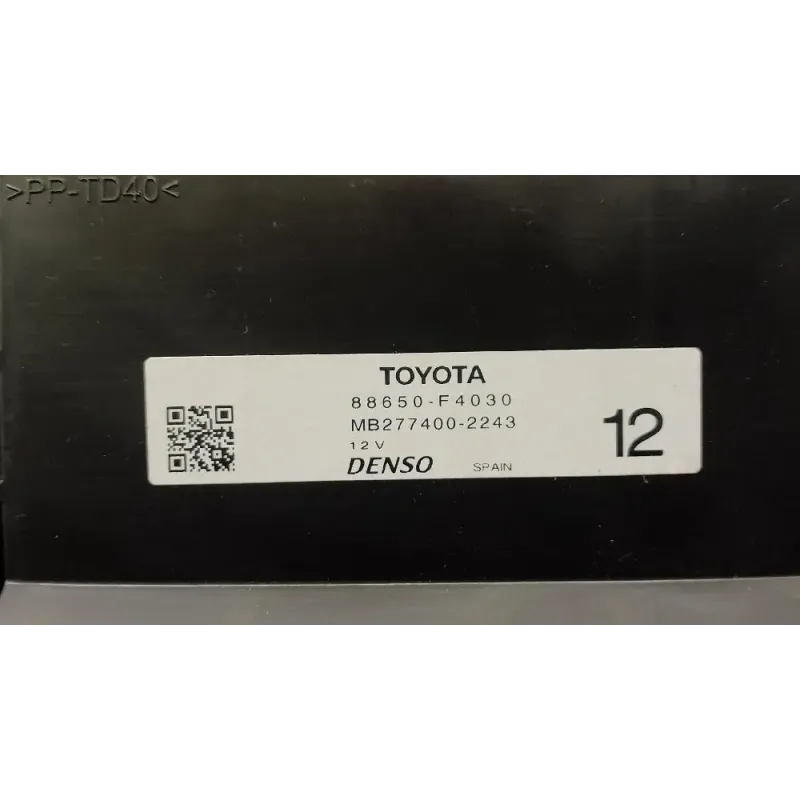 >PP-TD40<
TOYOTA
88650-F4030
MB277400-2243
12V
DENSO SPAIN
12